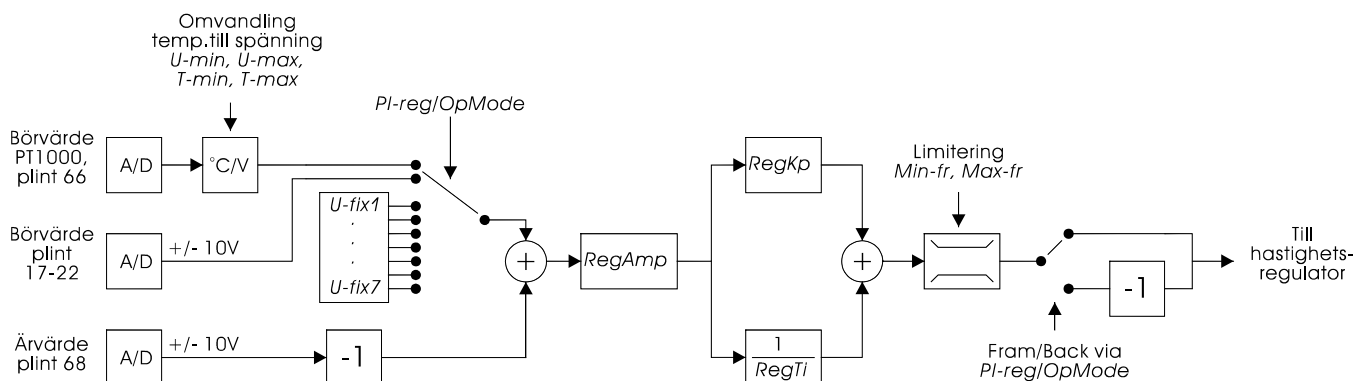 Omvandling
temp.till spänning
U-min, U-max,
T-min, T-max
PI-reg/OpMode
Börvärde
PT1000,
plint 66
A/D
°C/V
U-fix1
.
.
.
.
U-fix7
Börvärde
plint
17-22
A/D
+/- 10V
Ärvärde
plint 68
A/D
+/- 10V
-1
+
RegAmp
RegKp
1
RegTi
+
Limitering
Min-fr, Max-fr
-1
Fram/Back via
PI-reg/OpMode
Till
hastighets-
regulator